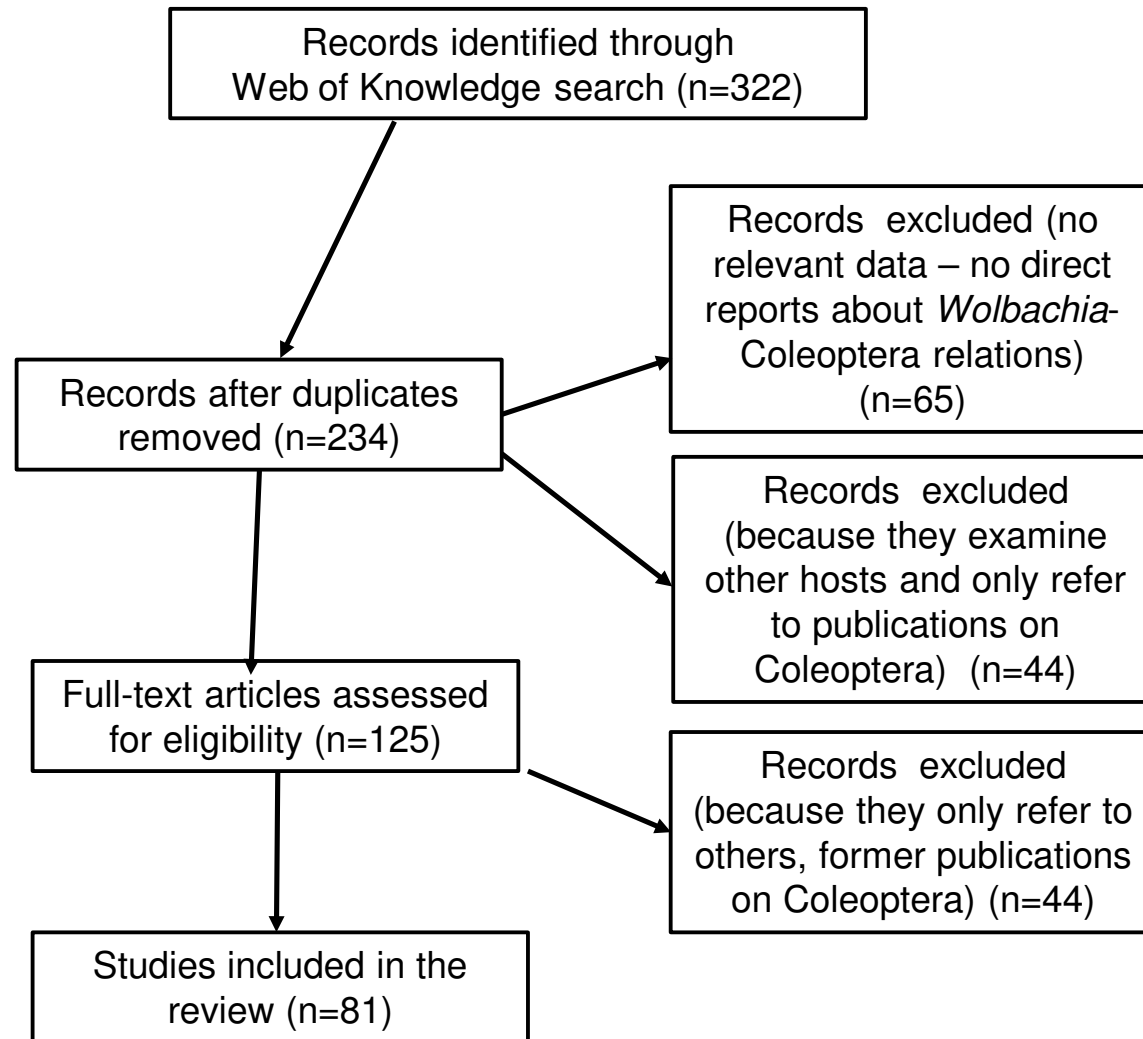 Records identified through
Web of Knowledge search (n=322)
Records excluded (no
relevant data – no direct
reports about Wolbachia-
Coleoptera relations)
(n=65)
Records after duplicates
removed (n=234)
Records excluded
(because they examine
other hosts and only refer
to publications on
Coleoptera) (n=44)
Full-text articles assessed
for eligibility (n=125)
Records excluded
(because they only refer to
others, former publications
on Coleoptera) (n=44)
Studies included in the
review (n=81)